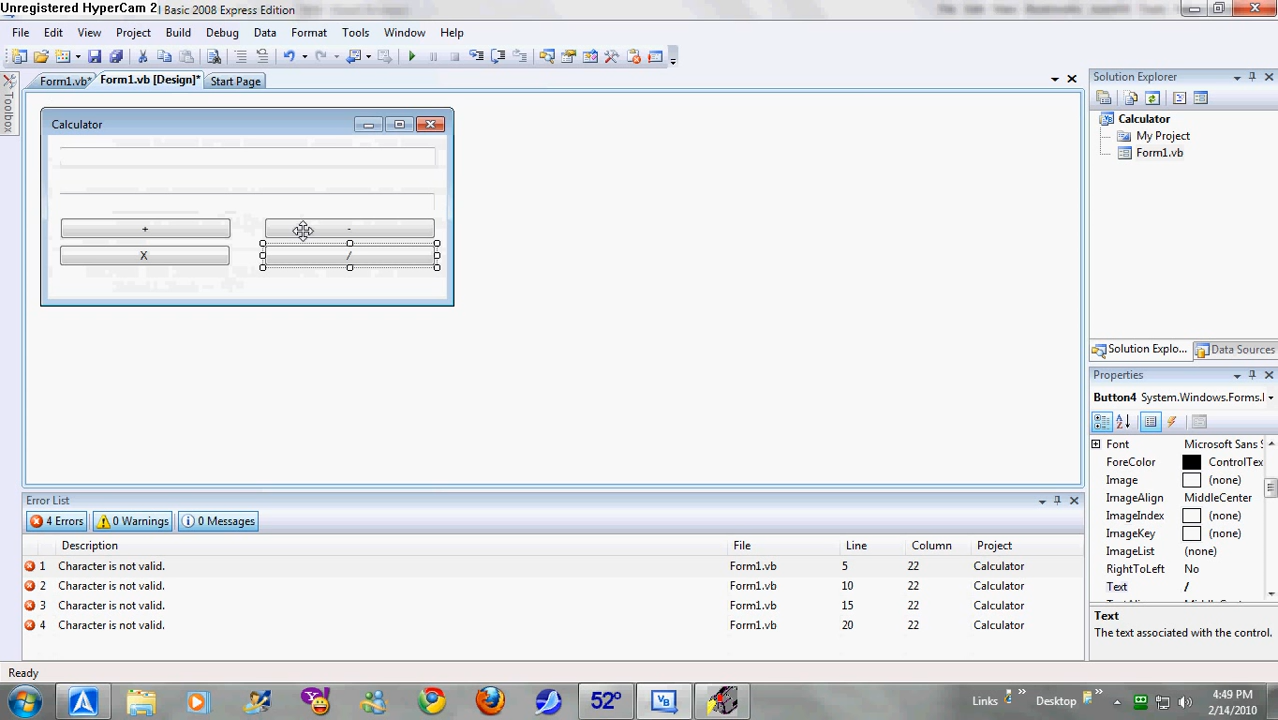 Unregistered HyperCam 2 l Basic 2008 Express Edition
File Edit View Project Build Debug Data Format Tools Window Help
Form1.vb* Form1.vb [Design]* Start Page
Toolbox
Calculator
+ -
X /
Solution Explorer
Calculator
My Project
Form1.vb
Solution Explo... Data Sources
Properties
Button4 System.Windows.Forms.
Font Microsoft Sans
ForeColor ControlTex
Image (none)
ImageAlign MiddleCenter
ImageIndex (none)
ImageKey (none)
ImageList (none)
RightToLeft No
Text /
Text
The text associated with the control.
Error List
4 Errors 0 Warnings 0 Messages
Description File Line Column Project
1 Character is not valid. Form1.vb 5 22 Calculator
2 Character is not valid. Form1.vb 10 22 Calculator
3 Character is not valid. Form1.vb 15 22 Calculator
4 Character is not valid. Form1.vb 20 22 Calculator
Ready
52° VB Links » Desktop » 4:49 PM
2/14/2010